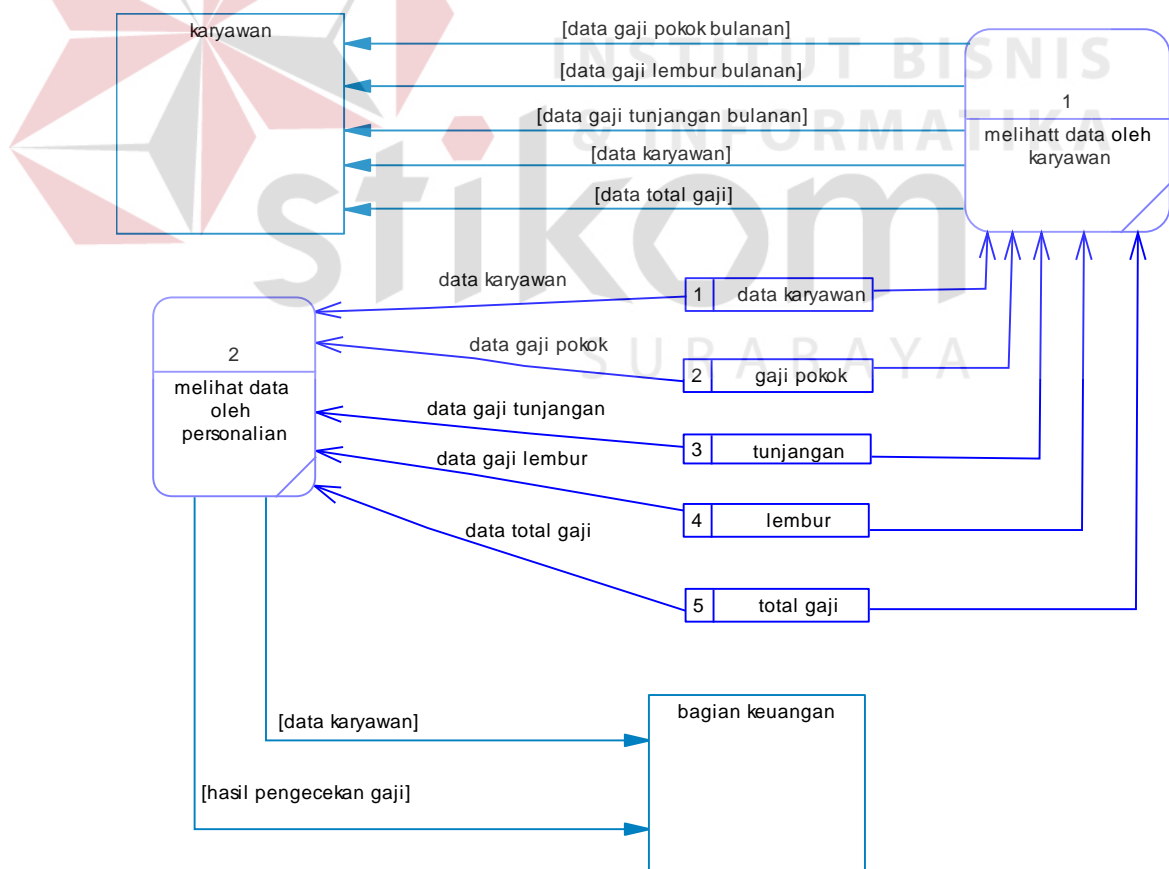 karyawan
[data gaji pokok bulanan]
[data gaji lembur bulanan]
[data gaji tunjangan bulanan]
[data karyawan]
[data total gaji]
1
melihatt data oleh
karyawan
INSTITUT BISNIS
& INFORMATIKA
stikom
SURABAYA
data karyawan
1
data karyawan
data gaji pokok
2
gaji pokok
2
melihat data
oleh
personalian
data gaji tunjangan
3
tunjangan
data gaji lembur
4
lembur
data total gaji
5
total gaji
[data karyawan]
bagian keuangan
[hasil pengecekan gaji]